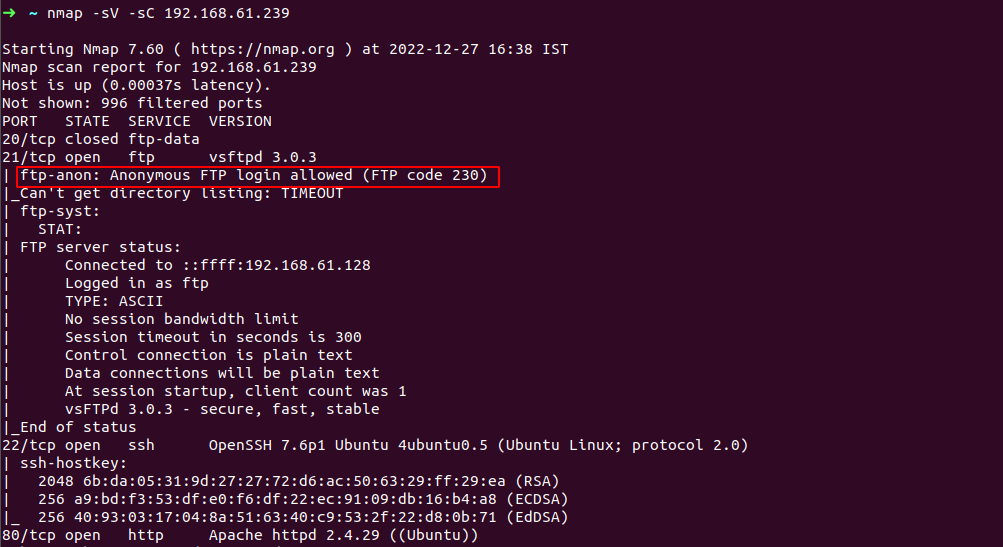 ➜ ~ nmap -sV -sC 192.168.61.239
Starting Nmap 7.60 ( https://nmap.org ) at 2022-12-27 16:38 IST
Nmap scan report for 192.168.61.239
Host is up (0.00037s latency).
Not shown: 996 filtered ports
PORT   STATE  SERVICE  VERSION
20/tcp closed ftp-data
21/tcp open   ftp      vsftpd 3.0.3
| ftp-anon: Anonymous FTP login allowed (FTP code 230)
|_Can't get directory listing: TIMEOUT
| ftp-syst:
|   STAT:
| FTP server status:
|      Connected to ::ffff:192.168.61.128
|      Logged in as ftp
|      TYPE: ASCII
|      No session bandwidth limit
|      Session timeout in seconds is 300
|      Control connection is plain text
|      Data connections will be plain text
|      At session startup, client count was 1
|      vsFTPd 3.0.3 - secure, fast, stable
|_End of status
22/tcp open   ssh      OpenSSH 7.6p1 Ubuntu 4ubuntu0.5 (Ubuntu Linux; protocol 2.0)
| ssh-hostkey:
|   2048 6b:da:05:31:9d:27:27:72:d6:ac:50:63:29:ff:29:ea (RSA)
|   256 a9:bd:f3:53:df:e0:f6:df:22:ec:91:09:db:16:b4:a8 (ECDSA)
|_  256 40:93:03:17:04:8a:51:63:40:c9:53:2f:22:d8:0b:71 (EdDSA)
80/tcp open   http     Apache httpd 2.4.29 ((Ubuntu))